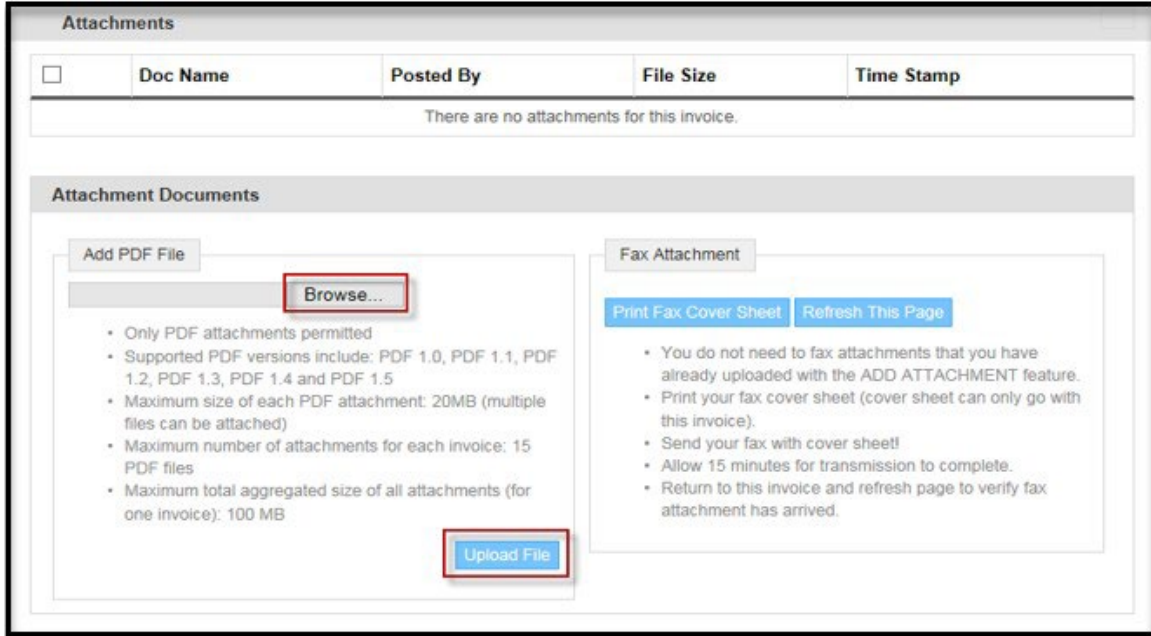 Attachments
Doc Name Posted By File Size Time Stamp
There are no attachments for this invoice.
Attachment Documents
Add PDF File
Browse...
• Only PDF attachments permitted
• Supported PDF versions include: PDF 1.0, PDF 1.1, PDF
1.2, PDF 1.3, PDF 1.4 and PDF 1.5
• Maximum size of each PDF attachment: 20MB (multiple
files can be attached)
• Maximum number of attachments for each invoice: 15
PDF files
• Maximum total aggregated size of all attachments (for
one invoice): 100 MB
Upload File
Fax Attachment
Print Fax Cover Sheet Refresh This Page
• You do not need to fax attachments that you have
already uploaded with the ADD ATTACHMENT feature.
• Print your fax cover sheet (cover sheet can only go with
this invoice).
• Send your fax with cover sheet!
• Allow 15 minutes for transmission to complete.
• Return to this invoice and refresh page to verify fax
attachment has arrived.